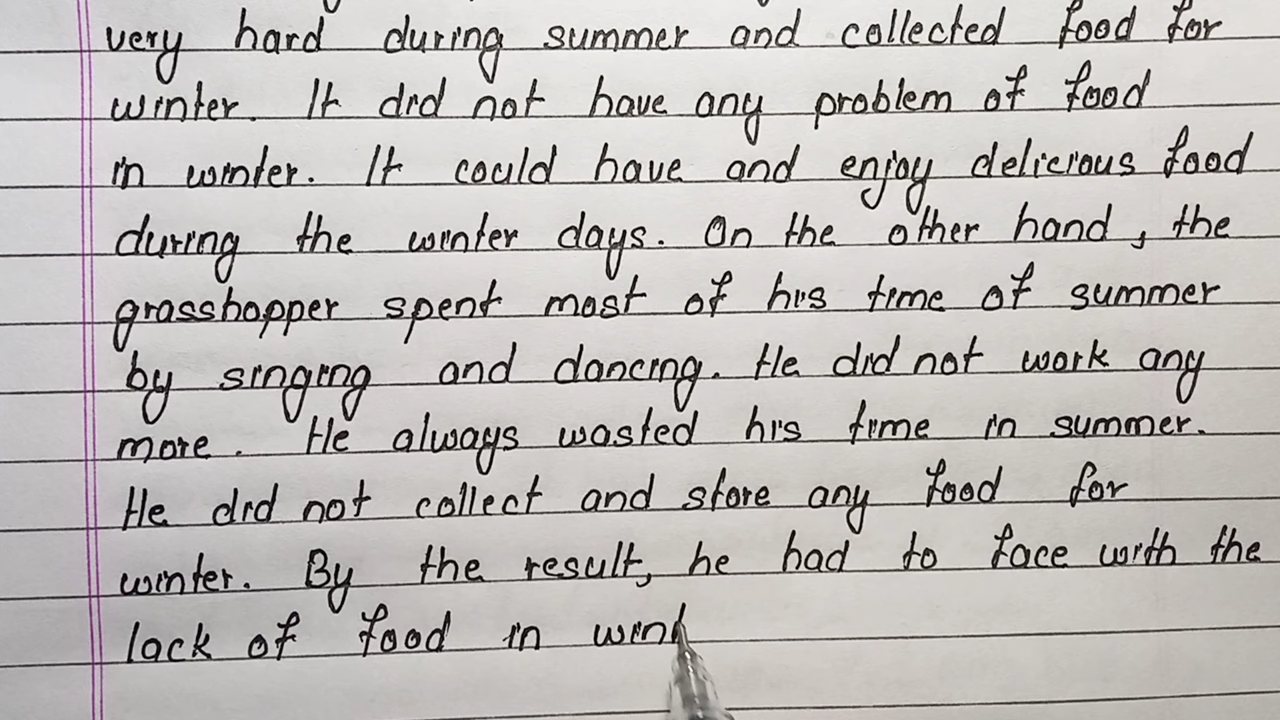 very hard during summer and collected food for
winter. It did not have any problem of food
in winter. It could have and enjoy delicious food
during the winter days. On the other hand, the
grasshopper spent most of his time of summer
by singing and dancing. He did not work any
more. He always wasted his time in summer.
He did not collect and store any food for
winter. By the result, he had to face with the
lack of food in wint